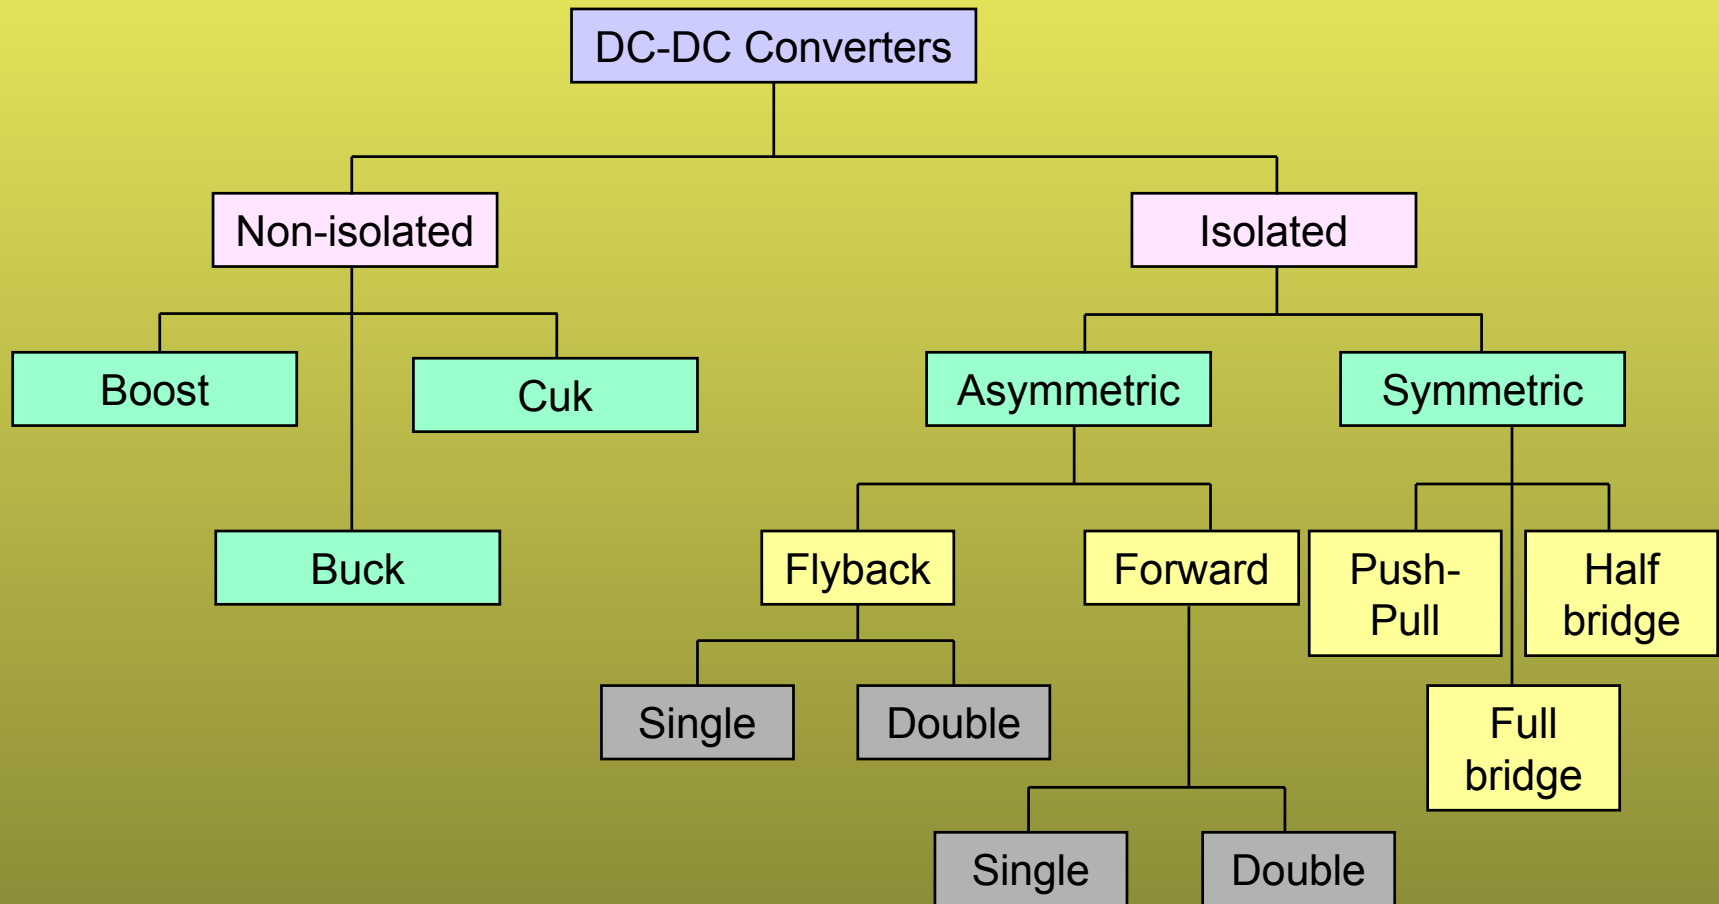 DC-DC Converters
Non-isolated
Isolated
Boost
Cuk
Asymmetric
Symmetric
Buck
Flyback
Forward
Push-
Pull
Half
bridge
Single
Double
Full
bridge
Single
Double